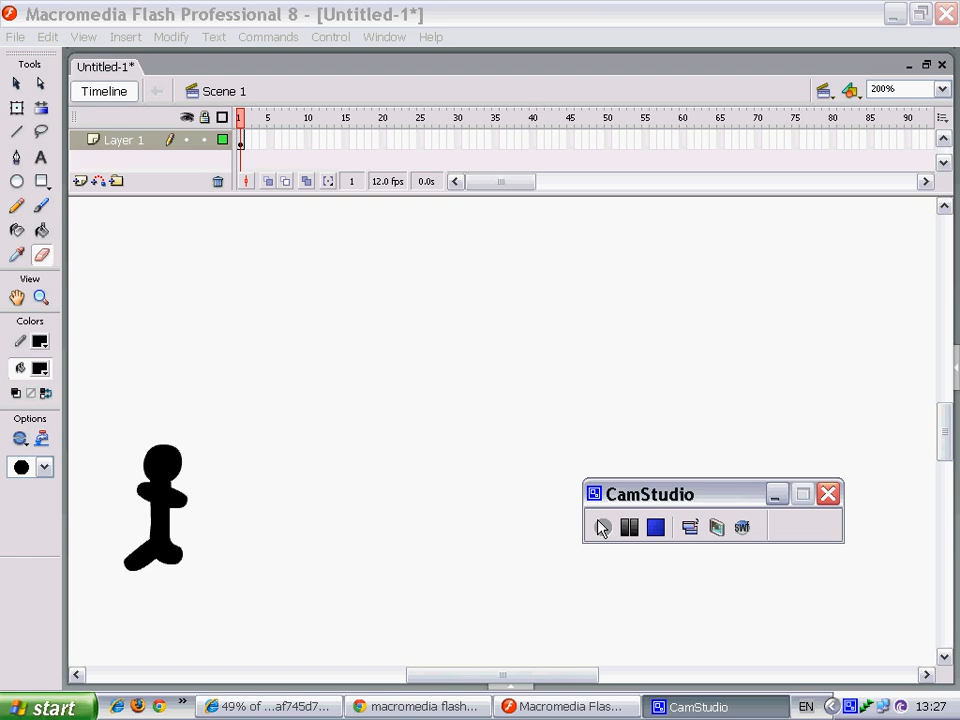 Macromedia Flash Professional 8 - [Untitled-1*]
File Edit View Insert Modify Text Commands Control Window Help
Tools
Untitled-1*
Timeline
Scene 1
200%
1 5 10 15 20 25 30 35 40 45 50 55 60 65 70 75 80 85 90
Layer 1
1 12.0 fps 0.0s
A
View
Colors
Options
CamStudio
SWF
start
49% of ...af745d7...
macromedia flash...
Macromedia Flas...
CamStudio
EN
13:27